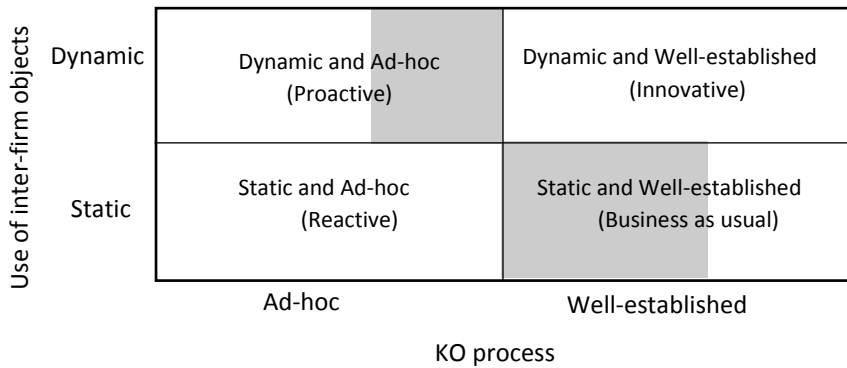 Use of inter-firm objects
Dynamic
Dynamic and Ad-hoc
(Proactive)
Dynamic and Well-established
(Innovative)
Static
Static and Ad-hoc
(Reactive)
Static and Well-established
(Business as usual)
Ad-hoc
Well-established
KO process